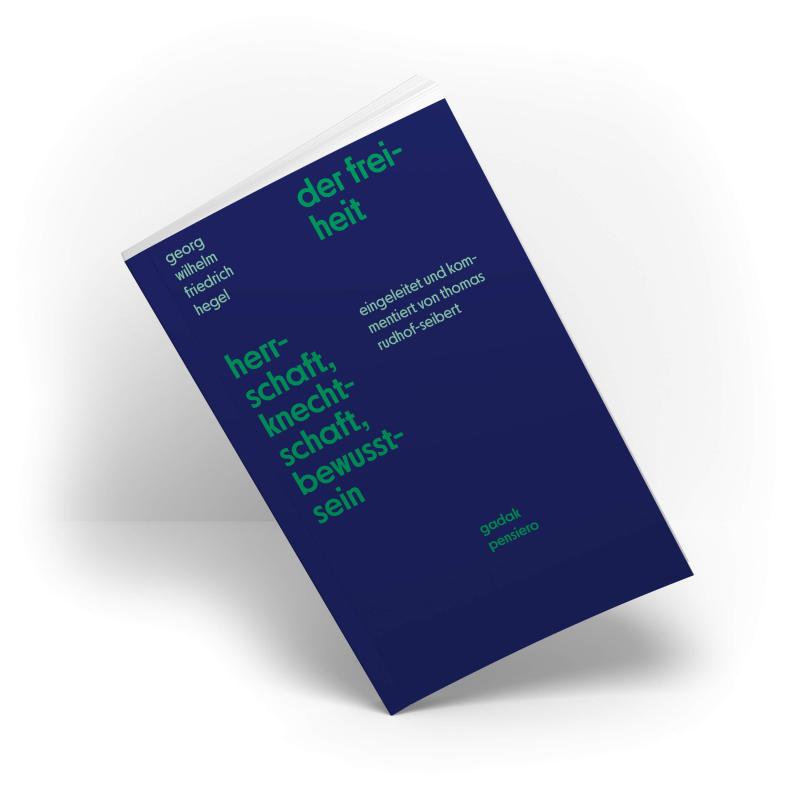 der frei-
heit
georg
wilhelm
friedrich
hegel
eingeleitet und kom-
mentiert von thomas
rudhof-seibert
herr-
schaft,
knecht-
schaft,
bewusst-
sein
gadak
pensiero